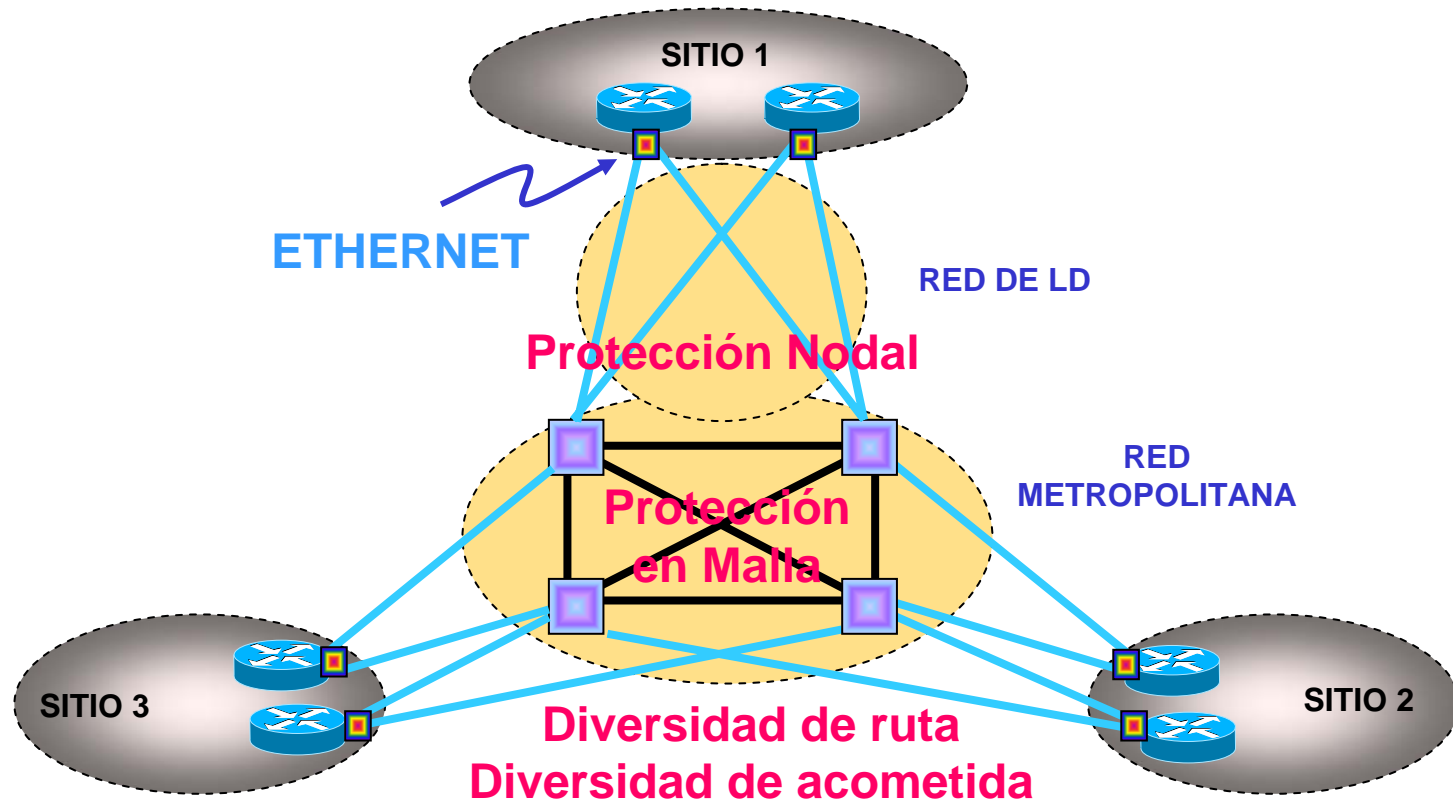 SITIO 1
ETHERNET
RED DE LD
Protección Nodal
RED
METROPOLITANA
Protección
en Malla
SITIO 3
SITIO 2
Diversidad de ruta
Diversidad de acometida